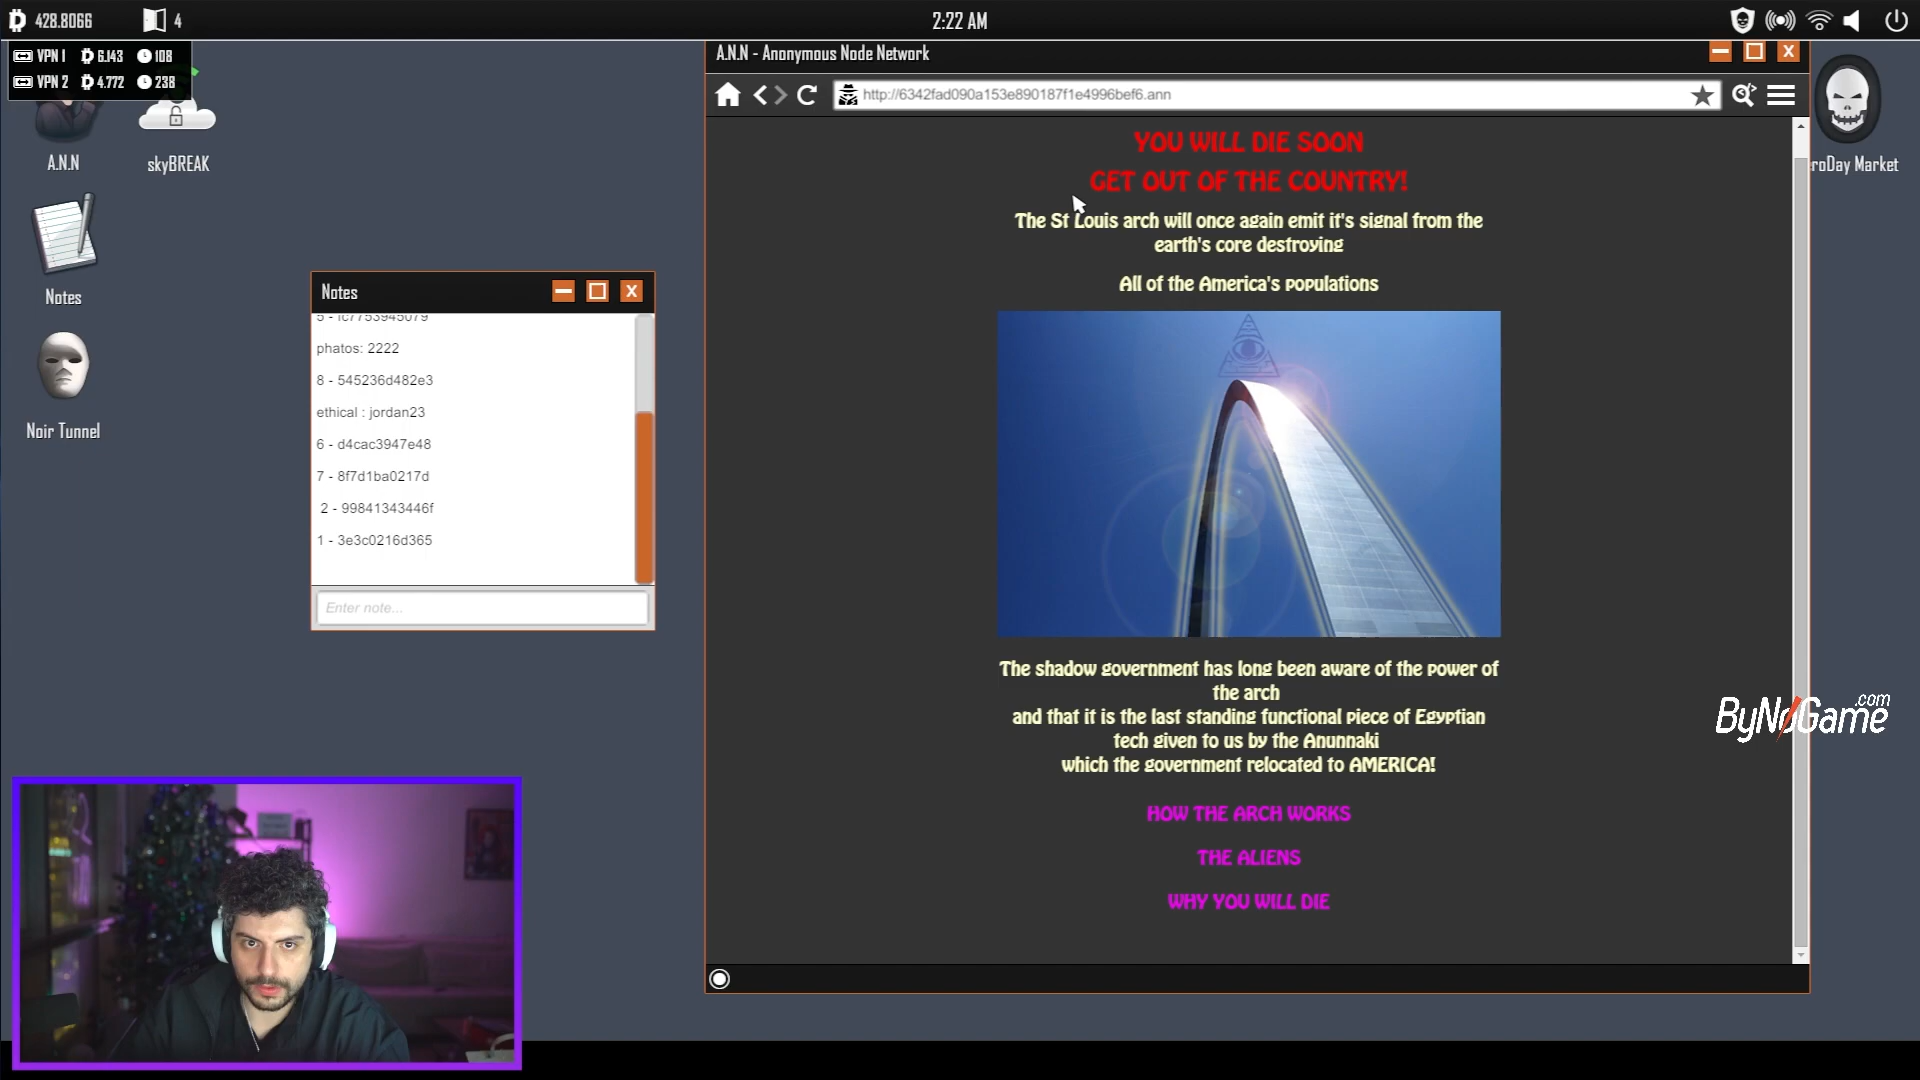 428.8066
4
2:22 AM
VPN 1 6.143 108
VPN 2 4.772 238
A.N.N
skyBREAK
Notes
Noir Tunnel
roDay Market
Notes
phatos: 2222
8 - 545236d482e3
ethical : jordan23
6 - d4cac3947e48
7 - 8f7d1ba0217d
2 - 99841343446f
1 - 3e3c0216d365
Enter note...
A.N.N - Anonymous Node Network
http://6342fad090a153e890187f1e4996bef6.ann
YOU WILL DIE SOON
GET OUT OF THE COUNTRY!
The St Louis arch will once again emit it's signal from the
earth's core destroying
All of the America's populations
The shadow government has long been aware of the power of
the arch
and that it is the last standing functional piece of Egyptian
tech given to us by the Anunnaki
which the government relocated to AMERICA!
HOW THE ARCH WORKS
THE ALIENS
WHY YOU WILL DIE
ByNoGame.com